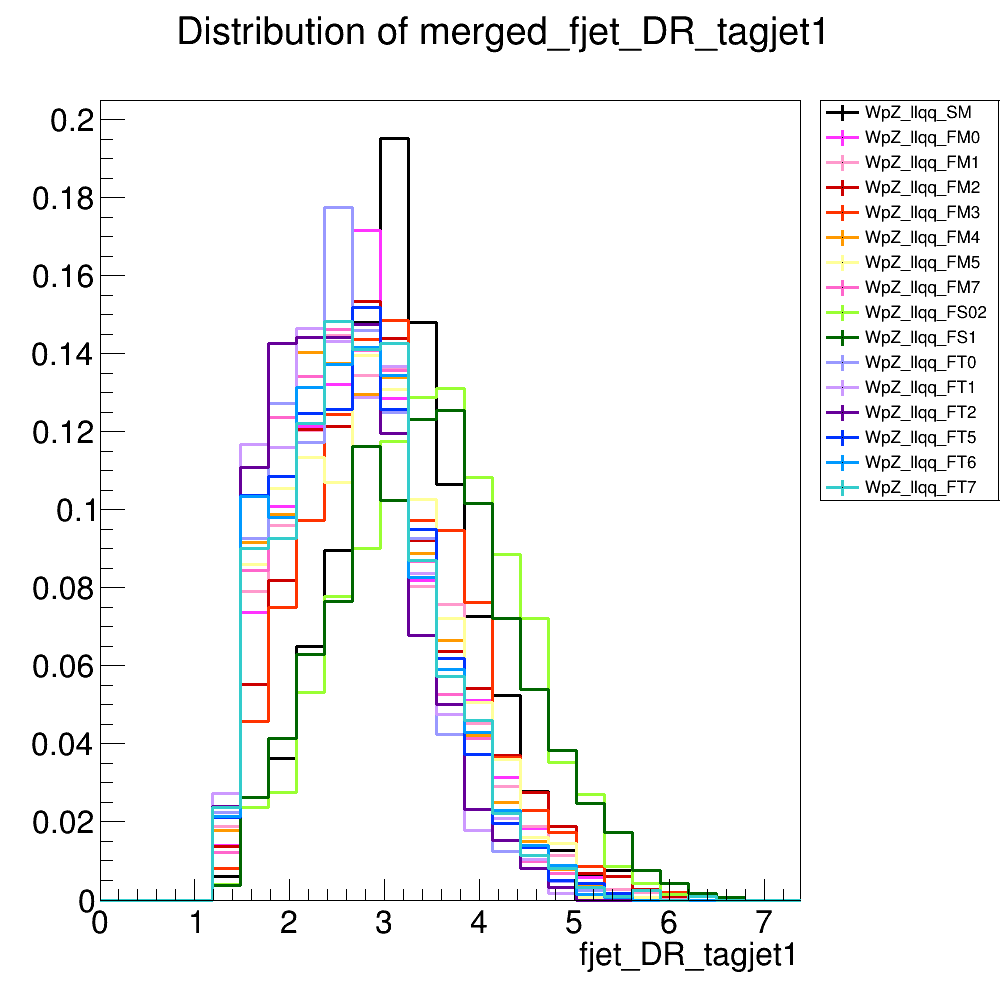 Distribution of merged_fjet_DR_tagjet1
0.2
0.18
0.16
0.14
0.12
0.1
0.08
0.06
0.04
0.02
0
0 1 2 3 4 5 6 7
fjet_DR_tagjet1
WpZ_llqq_SM
WpZ_llqq_FM0
WpZ_llqq_FM1
WpZ_llqq_FM2
WpZ_llqq_FM3
WpZ_llqq_FM4
WpZ_llqq_FM5
WpZ_llqq_FM7
WpZ_llqq_FS02
WpZ_llqq_FS1
WpZ_llqq_FT0
WpZ_llqq_FT1
WpZ_llqq_FT2
WpZ_llqq_FT5
WpZ_llqq_FT6
WpZ_llqq_FT7